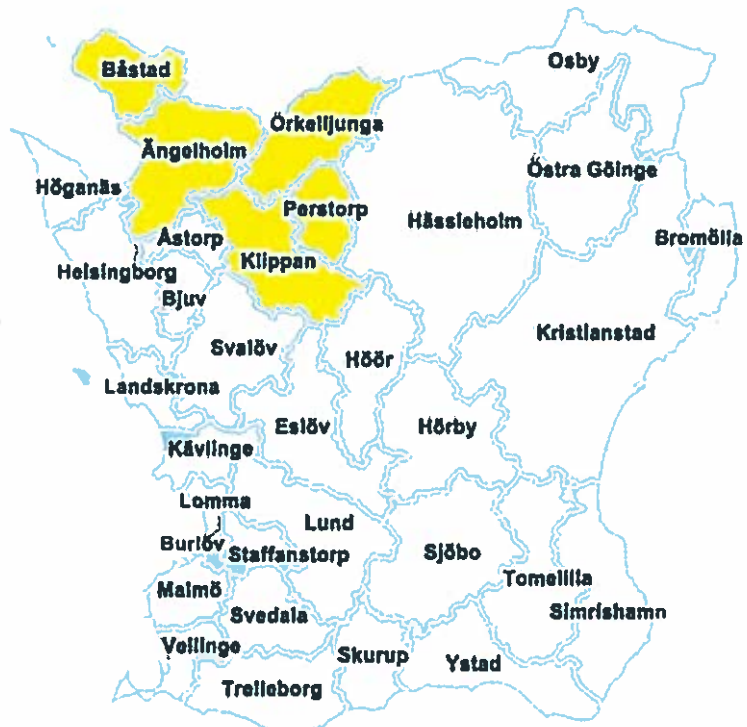 Osby
Båstad
Örkelljunga
Ängelholm
Östra Göinge
Höganäs
Perstorp
Hässleholm
Åstorp
Bromölla
Klippan
Helsingborg
Bjuv
Kristianstad
Svalöv
Höör
Landskrona
Eslöv
Hörby
Kävlinge
Lomma
Lund
Burlöv
Staffanstorp
Sjöbo
Tomelilla
Malmö
Simrishamn
Svedala
Vellinge
Skurup
Ystad
Trelleborg